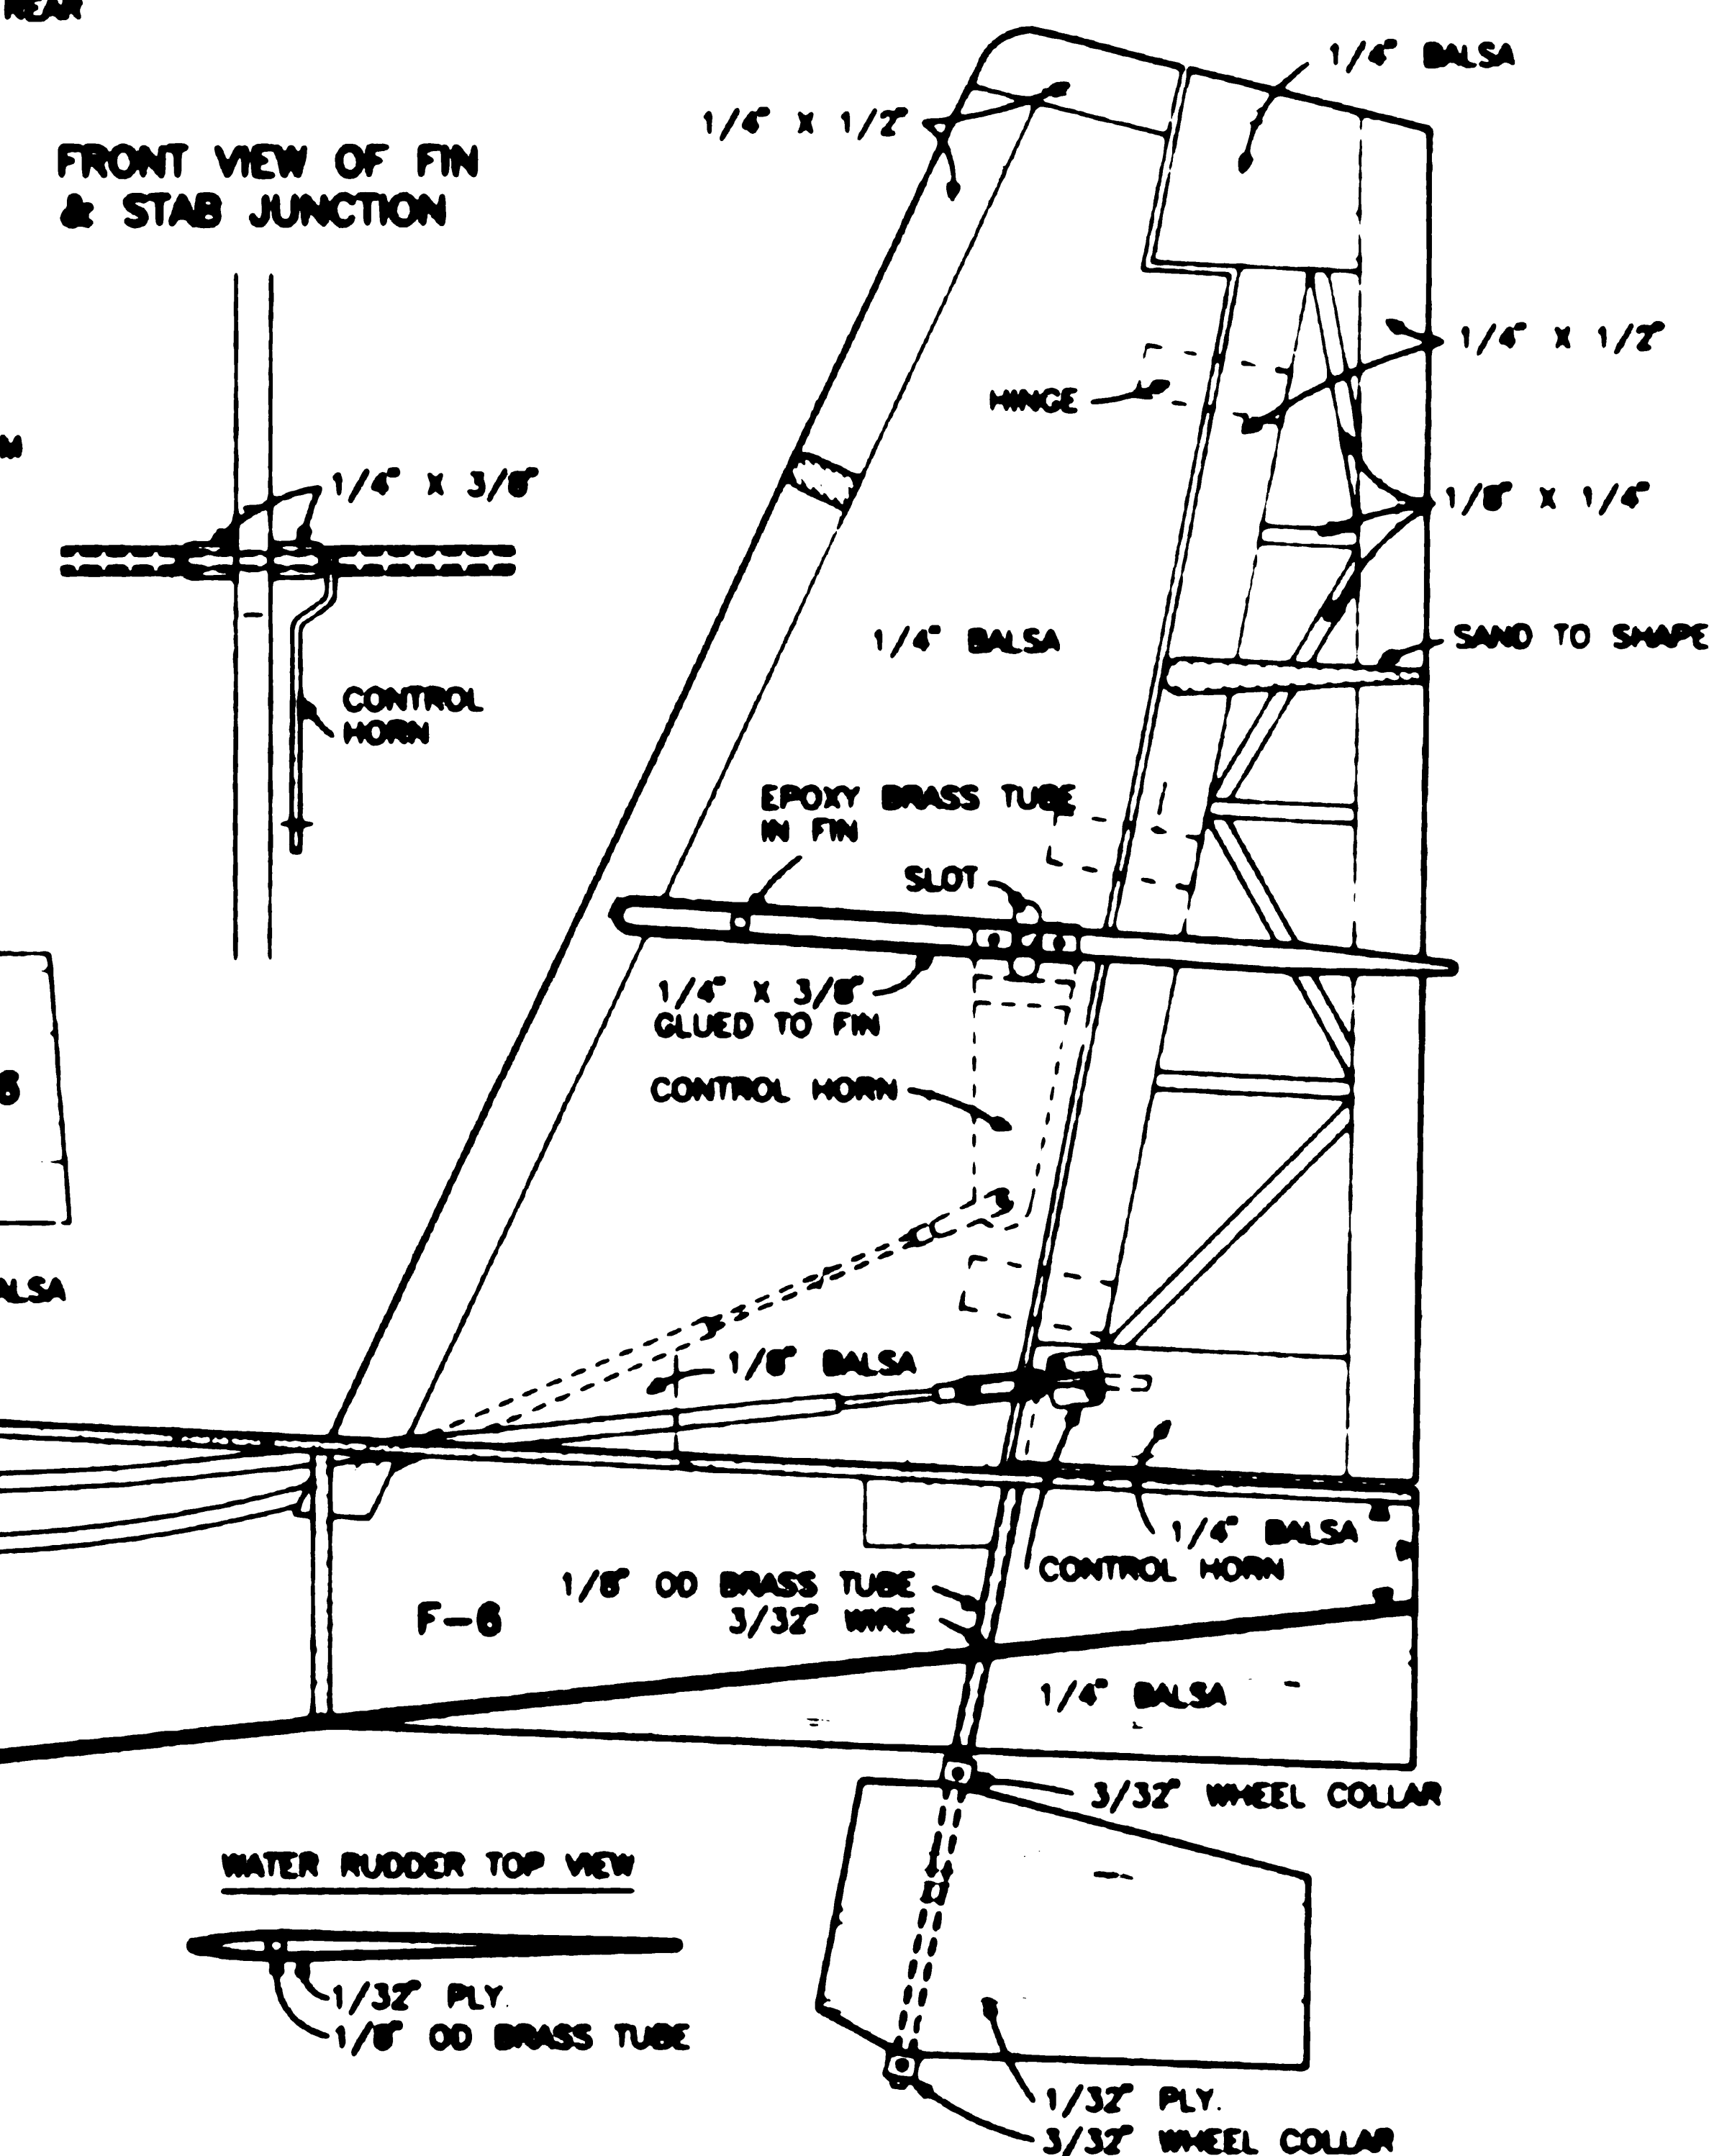 REAR
1/4" BALSA
1/4" X 1/2"
FRONT VIEW OF FIN
& STAB JUNCTION
1/4" X 1/2"
HINGE
1/4" X 3/8"
1/8" X 1/4"
SAND TO SHAPE
1/4" BALSA
CONTROL
HORN
EPOXY BRASS TUBE
IN FIN
SLOT
1/4" X 3/8"
GLUED TO FIN
CONTROL HORN
1/8" BALSA
1/4" BALSA
CONTROL HORN
1/8" OD BRASS TUBE
3/32" WIRE
F-6
1/4" BALSA
3/32" WHEEL COLLAR
WATER RUDDER TOP VIEW
1/32" PLY.
1/8" OD BRASS TUBE
1/32" PLY.
3/32" WHEEL COLLAR